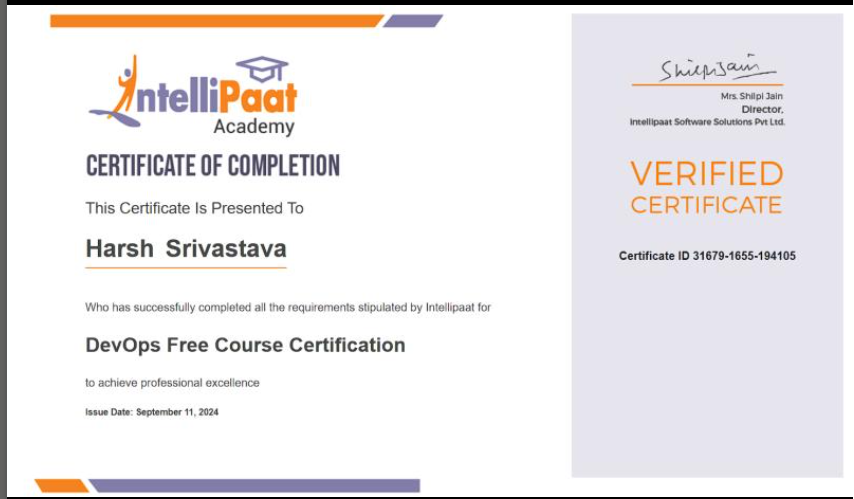 IntelliPaat
Academy
CERTIFICATE OF COMPLETION
This Certificate Is Presented To
Harsh Srivastava
Who has successfully completed all the requirements stipulated by Intellipaat for
DevOps Free Course Certification
to achieve professional excellence
Issue Date: September 11, 2024
Shilpi Jain
Mrs. Shilpi Jain
Director,
Intellipaat Software Solutions Pvt Ltd.
VERIFIED
CERTIFICATE
Certificate ID 31679-1655-194105